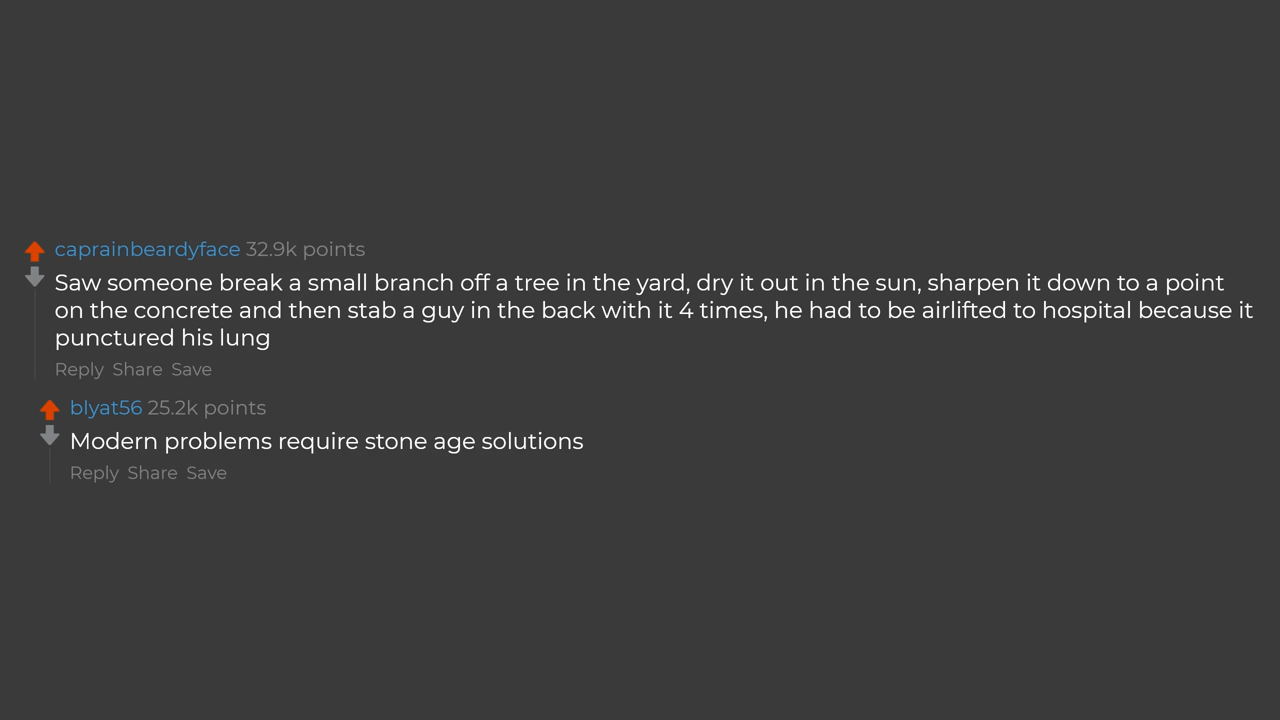 caprainbeardyface 32.9k points
Saw someone break a small branch off a tree in the yard, dry it out in the sun, sharpen it down to a point
on the concrete and then stab a guy in the back with it 4 times, he had to be airlifted to hospital because it
punctured his lung
Reply Share Save
blyat56 25.2k points
Modern problems require stone age solutions
Reply Share Save